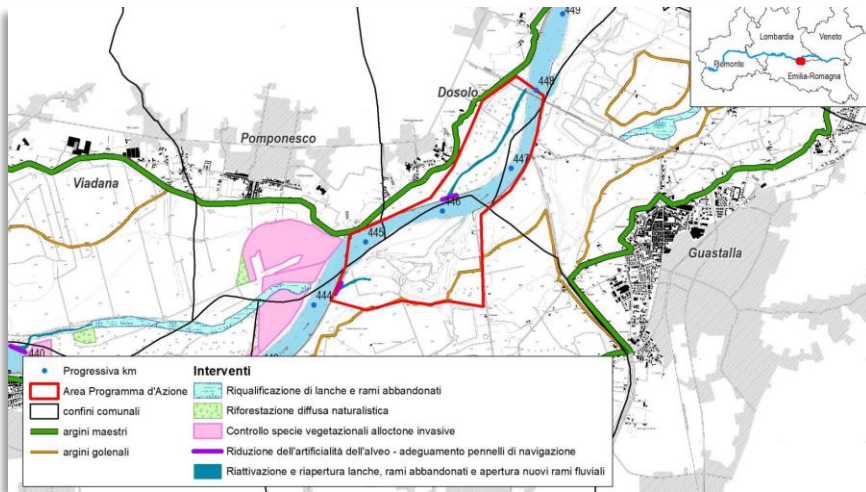 449
Lombardia
Veneto
Piemonte
Emilia-Romagna
448
Dosolo
Pomponesco
447
Viadana
446
445
Guastalla
444
440
Progressiva km
Area Programma d'Azione
confini comunali
argini maestri
argini golenali
Interventi
Riqualificazione di lanche e rami abbandonati
Riforestazione diffusa naturalistica
Controllo specie vegetazionali alloctone invasive
Riduzione dell'artificialità dell'alveo - adeguamento pennelli di navigazione
Riattivazione e riapertura lanche, rami abbandonati e apertura nuovi rami fluviali